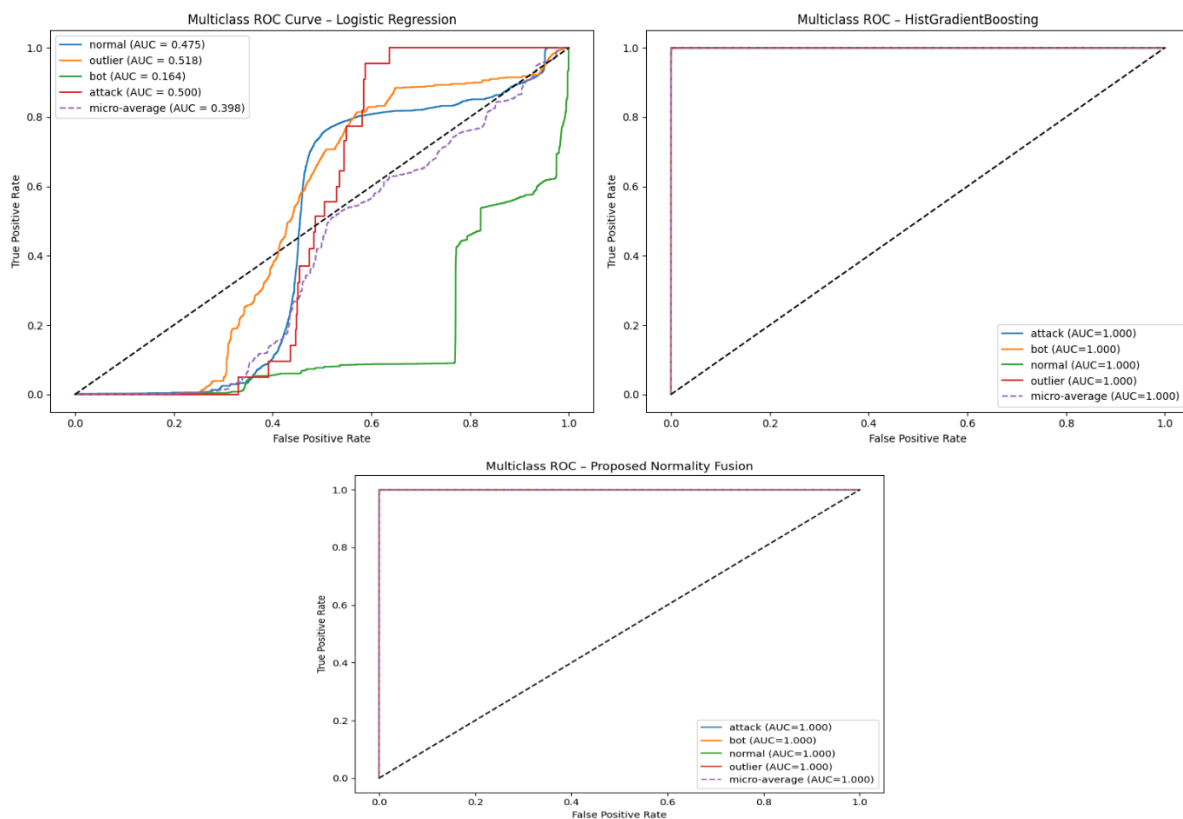 Multiclass ROC Curve – Logistic Regression
normal (AUC = 0.475)
outlier (AUC = 0.518)
bot (AUC = 0.164)
attack (AUC = 0.500)
micro-average (AUC = 0.398)
True Positive Rate
1.0
0.8
0.6
0.4
0.2
0.0
0.0 0.2 0.4 0.6 0.8 1.0
False Positive Rate
Multiclass ROC – HistGradientBoosting
True Positive Rate
1.0
0.8
0.6
0.4
0.2
0.0
attack (AUC=1.000)
bot (AUC=1.000)
normal (AUC=1.000)
outlier (AUC=1.000)
micro-average (AUC=1.000)
0.0 0.2 0.4 0.6 0.8 1.0
False Positive Rate
Multiclass ROC – Proposed Normality Fusion
True Positive Rate
1.0
0.8
0.6
0.4
0.2
0.0
attack (AUC=1.000)
bot (AUC=1.000)
normal (AUC=1.000)
outlier (AUC=1.000)
micro-average (AUC=1.000)
0.0 0.2 0.4 0.6 0.8 1.0
False Positive Rate